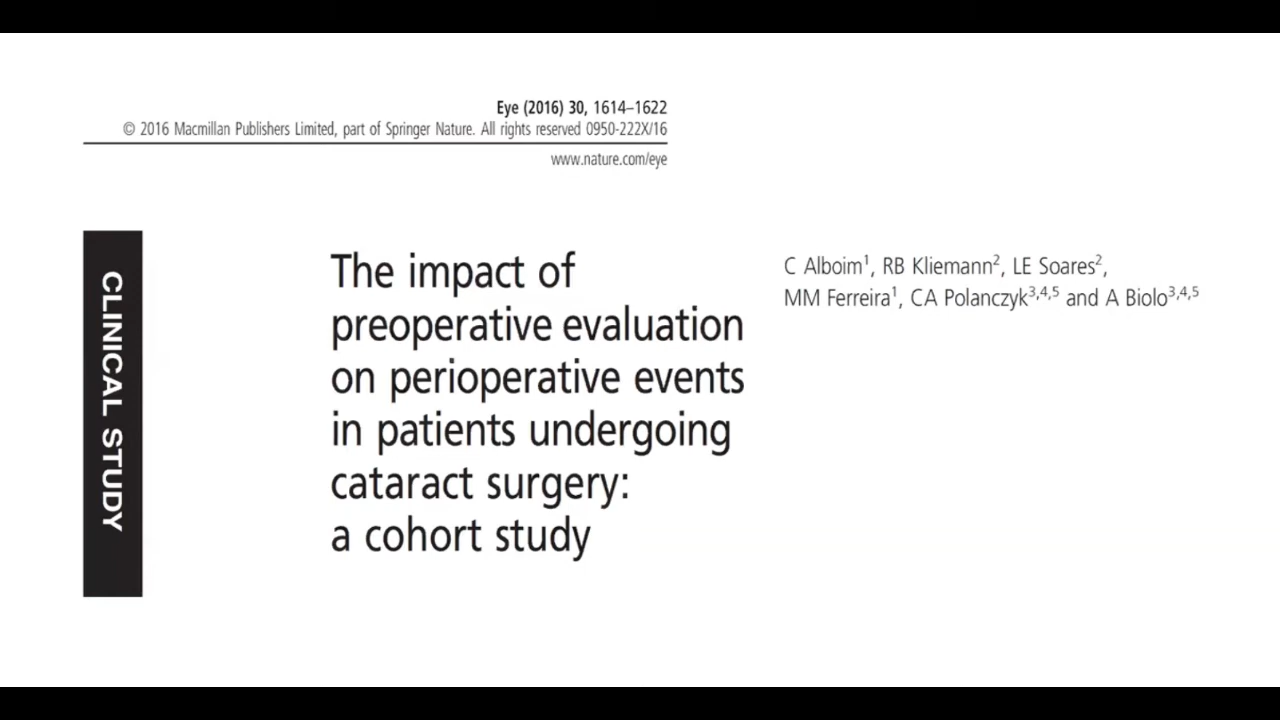 Eye (2016) 30, 1614–1622
© 2016 Macmillan Publishers Limited, part of Springer Nature. All rights reserved 0950-222X/16
www.nature.com/eye
CLINICAL STUDY
The impact of
preoperative evaluation
on perioperative events
in patients undergoing
cataract surgery:
a cohort study
C Alboim¹, RB Kliemann², LE Soares²,
MM Ferreira¹, CA Polanczyk³,⁴,⁵ and A Biolo³,⁴,⁵